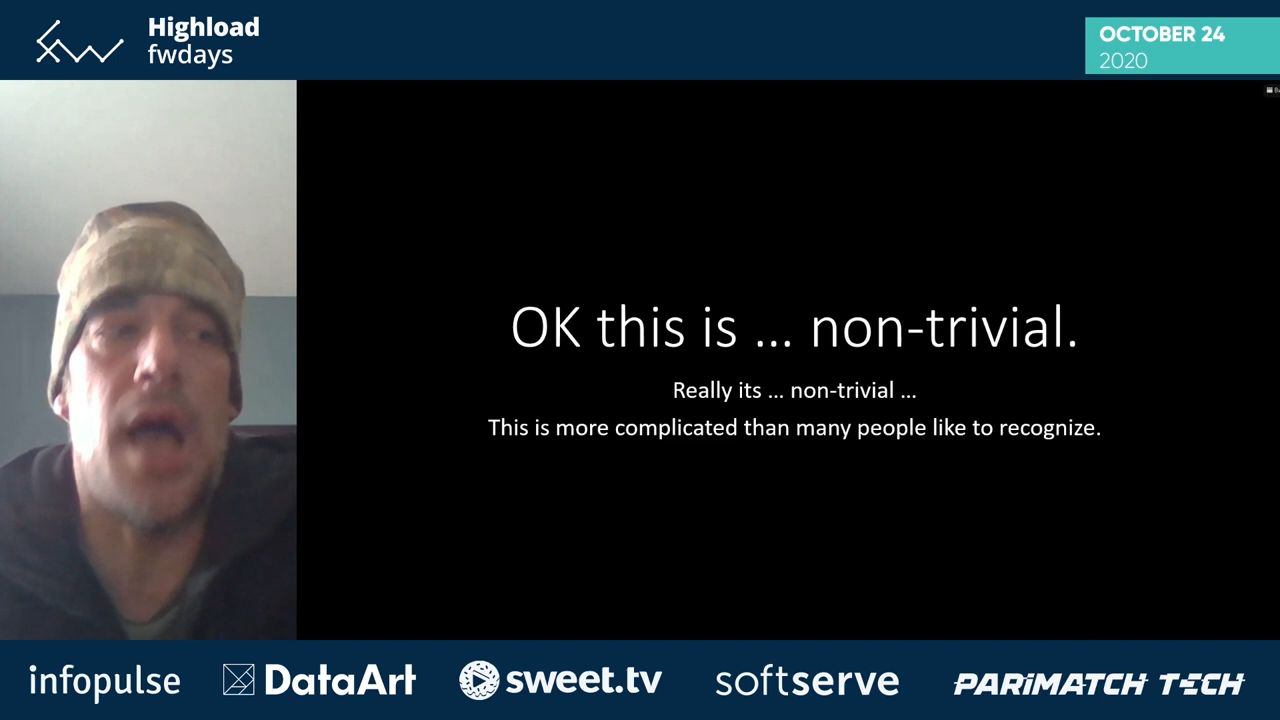 Highload
fwdays
OCTOBER 24
2020
OK this is ... non-trivial.
Really its ... non-trivial ...
This is more complicated than many people like to recognize.
infopulse
DataArt
sweet.tv
softserve
PARIMATCH TECH